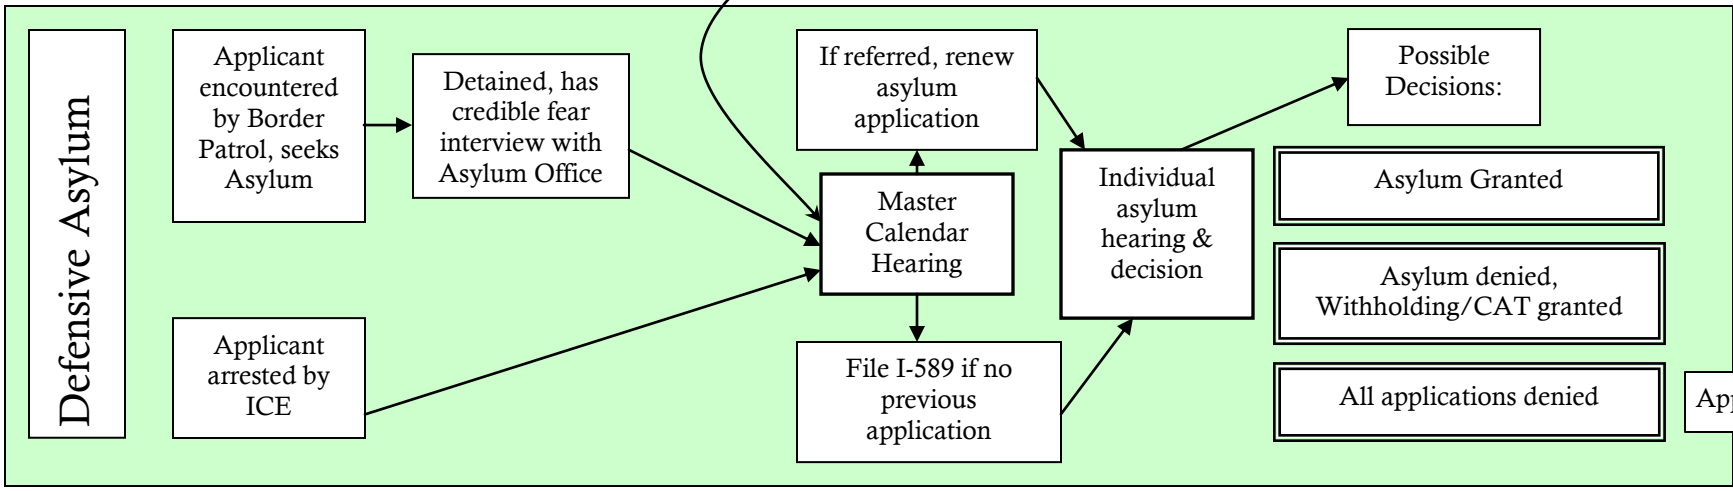 Defensive Asylum
Applicant
encountered
by Border
Patrol, seeks
Asylum
Detained, has
credible fear
interview with
Asylum Office
Applicant
arrested by
ICE
If referred, renew
asylum
application
Master
Calendar
Hearing
File I-589 if no
previous
application
Individual
asylum
hearing &
decision
Possible
Decisions:
Asylum Granted
Asylum denied,
Withholding/CAT granted
All applications denied